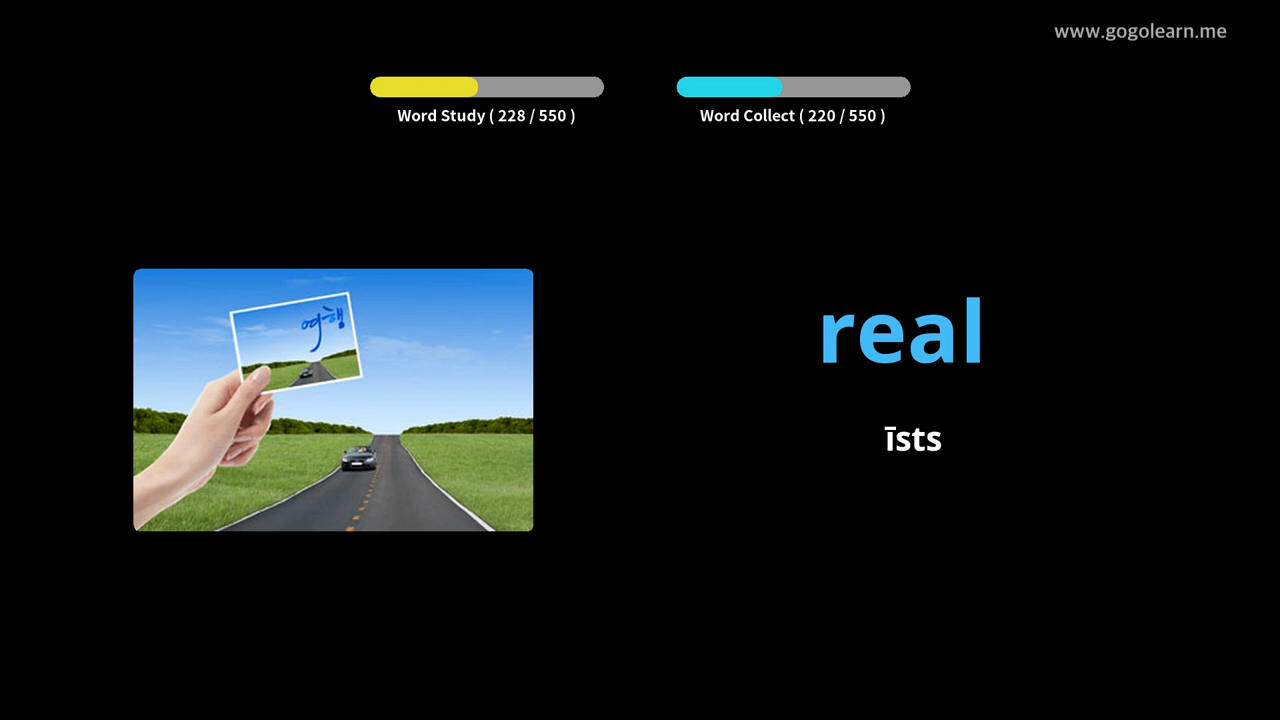 www.gogolearn.me
Word Study ( 228 / 550 )
Word Collect ( 220 / 550 )
여행
real
īsts